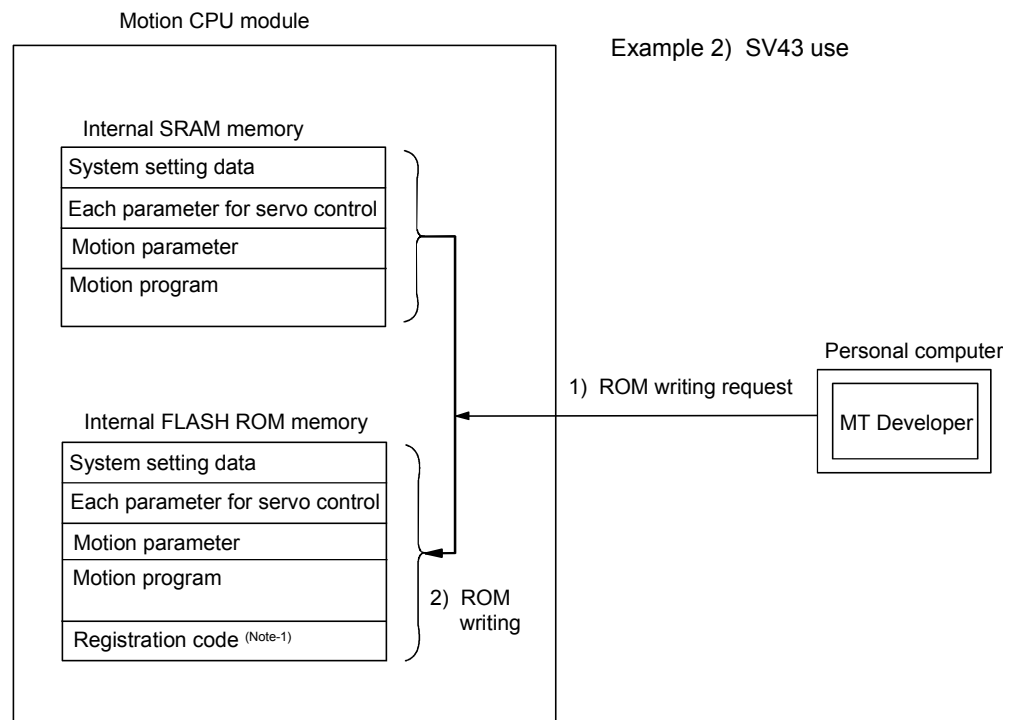 Motion CPU module
Example 2) SV43 use
Internal SRAM memory
System setting data
Each parameter for servo control
Motion parameter
Motion program
Personal computer
1) ROM writing request
MT Developer
Internal FLASH ROM memory
System setting data
Each parameter for servo control
Motion parameter
Motion program
2) ROM
writing
Registration code (Note-1)